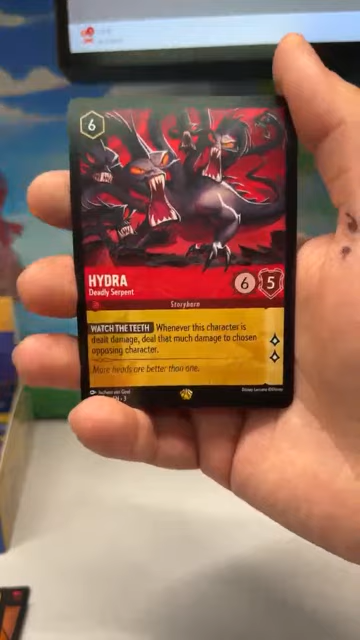 6
HYDRA
Deadly Serpent
6 5
Storyborn
WATCH THE TEETH Whenever this character is
dealt damage, deal that much damage to chosen
opposing character.
More heads are better than one.